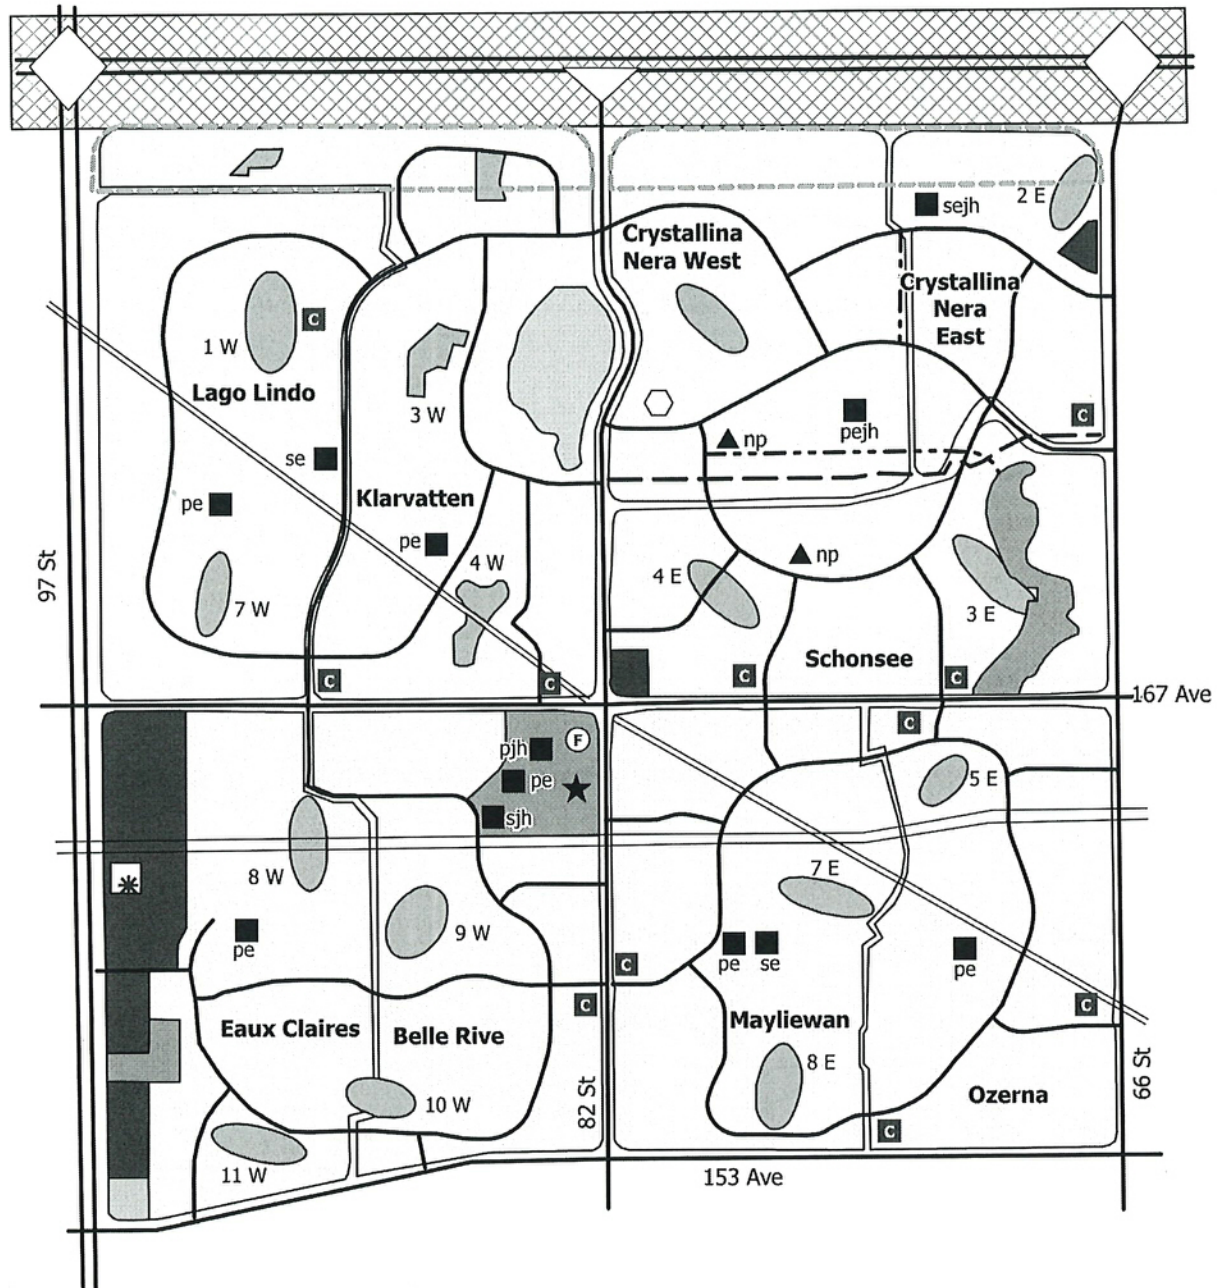 2 E
sejh
Crystallina
Nera West
Crystallina
Nera
East
C
1 W
Lago Lindo
3 W
C
np
pejh
se
Klarvatten
pe
pe
4 W
np
4 E
7 W
3 E
97 St
Schonsee
C
C
C
C
167 Ave
C
F
pjh
pe
sjh
5 E
8 W
7 E
9 W
pe
pe
se
pe
C
C
C
Eaux Claires
Belle Rive
Mayliewan
8 E
10 W
82 St
66 St
Ozerna
C
11 W
153 Ave